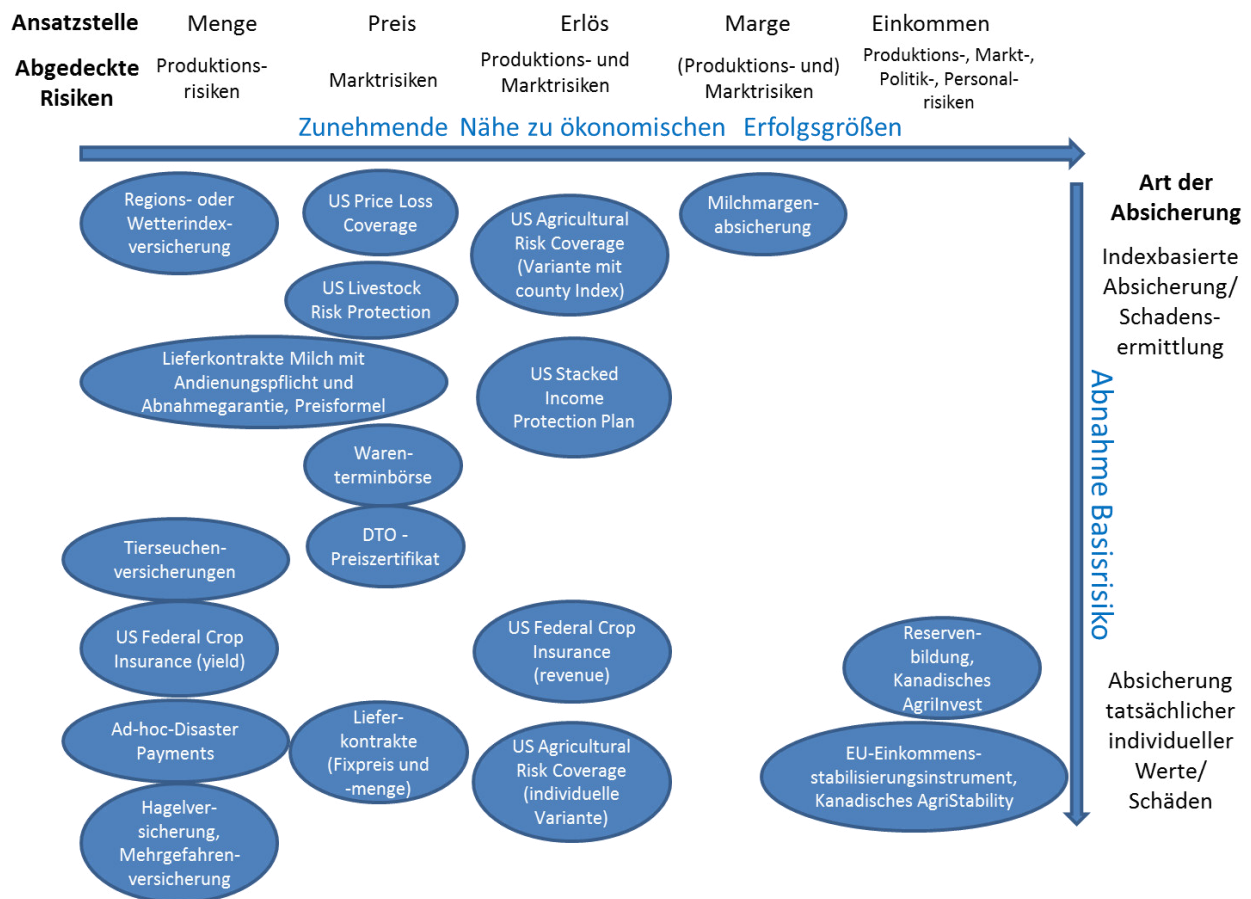 Ansatzstelle
Menge
Preis
Erlös
Marge
Einkommen
Abgedeckte
Risiken
Produktions-
risiken
Marktrisiken
Produktions- und
Marktrisiken
(Produktions- und)
Marktrisiken
Produktions-, Markt-,
Politik-, Personal-
risiken
Zunehmende Nähe zu ökonomischen Erfolgsgrößen
Regions- oder
Wetterindex-
versicherung
US Price Loss
Coverage
US Agricultural
Risk Coverage
(Variante mit
county Index)
Milchmargen-
absicherung
Art der
Absicherung
Indexbasierte
Absicherung/
Schadens-
ermittlung
US Livestock
Risk Protection
Lieferkontrakte Milch mit
Andienungspflicht und
Abnahmegarantie, Preisformel
US Stacked
Income
Protection Plan
Waren-
terminbörse
DTO -
Preiszertifikat
Abnahme Basisrisiko
Tierseuchen-
versicherungen
US Federal Crop
Insurance (yield)
US Federal Crop
Insurance
(revenue)
Reserven-
bildung,
Kanadisches
AgriInvest
Ad-hoc-Disaster
Payments
Liefer-
kontrakte
(Fixpreis und
-menge)
US Agricultural
Risk Coverage
(individuelle
Variante)
EU-Einkommens-
stabilisierungsinstrument,
Kanadisches AgriStability
Absicherung
tatsächlicher
individueller
Werte/
Schäden
Hagelver-
sicherung,
Mehrgefahren-
versicherung